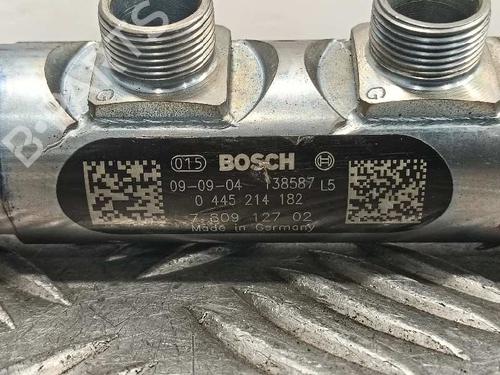 G
G
015 BOSCH
09-09-04 138587 L5
0 445 214 182
7.809 127 02
Made in Germany